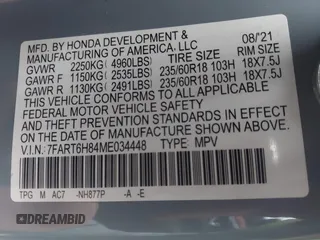 MFD. BY HONDA DEVELOPMENT &
MANUFACTURING OF AMERICA, LLC 08/'21
GVWR 2250KG ( 4960LBS) TIRE SIZE RIM SIZE
GAWR F 1150KG ( 2535LBS) 235/60R18 103H 18X7.5J
GAWR R 1130KG ( 2491LBS) 235/60R18 103H 18X7.5J
THIS VEHICLE CONFORMS TO ALL APPLICABLE
FEDERAL MOTOR VEHICLE SAFETY
AND THEFT PREVENTION STANDARDS IN EFFECT
ON THE DATE OF MANUFACTURE SHOWN ABOVE.
V.I.N. 7FART6H84ME034448 TYPE: MPV
TPG M AC7 -NH877P -A -E
DREAMBID